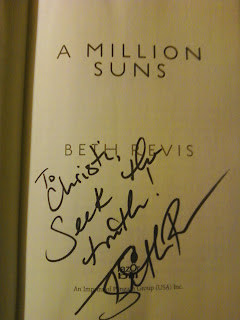 A MILLION
SUNS
BETH REVIS
To
Christi,
Seek the
truth!
An Imprint of Penguin Group (USA) Inc.